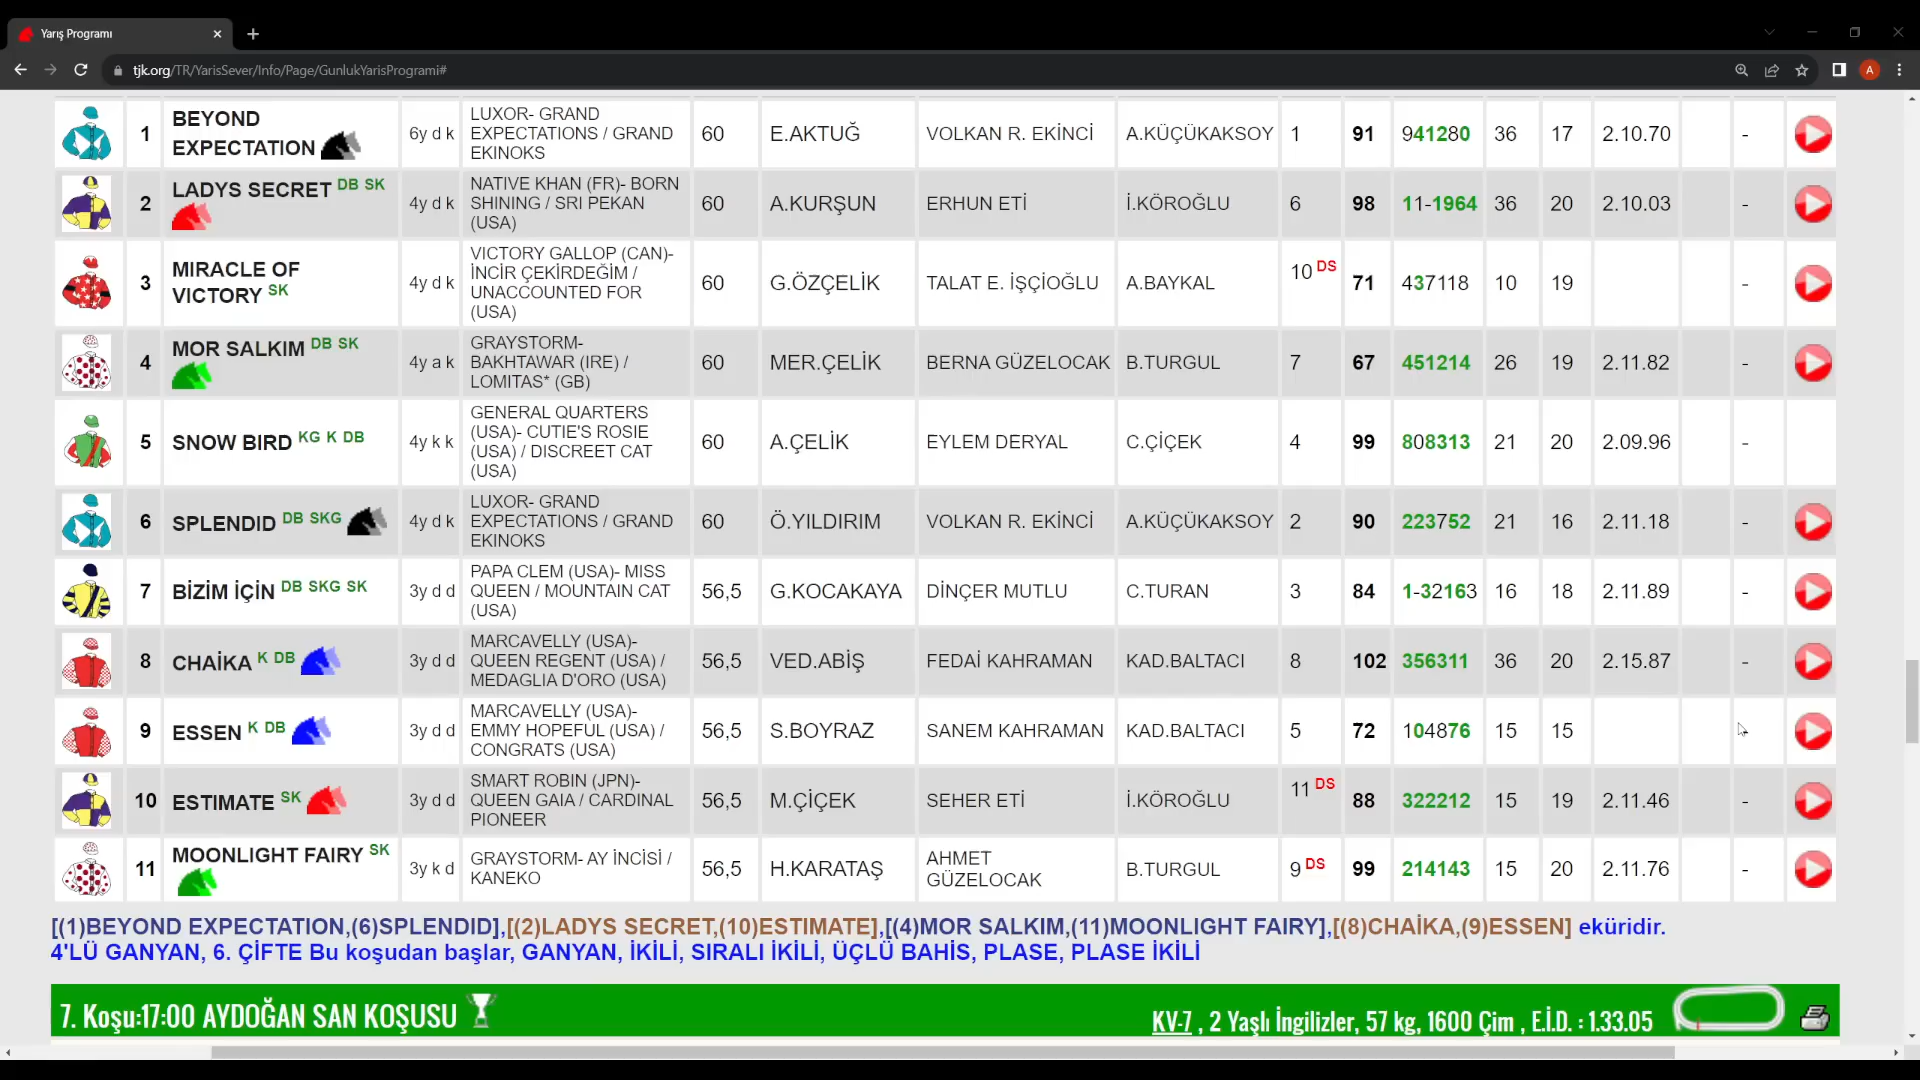 Yarış Programı
tjk.org/TR/YarisSever/Info/Page/GunlukYarisProgrami#
A
1 BEYOND EXPECTATION 6y d k LUXOR- GRAND EXPECTATIONS / GRAND EKINOKS 60 E.AKTUĞ VOLKAN R. EKİNCİ A.KÜÇÜKAKSOY 1 91 941280 36 17 2.10.70 -
2 LADYS SECRET DB SK 4y d k NATIVE KHAN (FR)- BORN SHINING / SRI PEKAN (USA) 60 A.KURŞUN ERHUN ETİ İ.KÖROĞLU 6 98 11-1964 36 20 2.10.03 -
3 MIRACLE OF VICTORY SK 4y d k VICTORY GALLOP (CAN)- İNCİR ÇEKİRDEĞİM / UNACCOUNTED FOR (USA) 60 G.ÖZÇELİK TALAT E. İŞÇİOĞLU A.BAYKAL 10 DS 71 437118 10 19 -
4 MOR SALKIM DB SK 4y a k GRAYSTORM- BAKHTAWAR (IRE) / LOMITAS* (GB) 60 MER.ÇELİK BERNA GÜZELOCAK B.TURGUL 7 67 451214 26 19 2.11.82 -
5 SNOW BIRD KG K DB 4y k k GENERAL QUARTERS (USA)- CUTIE'S ROSIE (USA) / DISCREET CAT (USA) 60 A.ÇELİK EYLEM DERYAL C.ÇİÇEK 4 99 808313 21 20 2.09.96 -
6 SPLENDID DB SKG 4y d k LUXOR- GRAND EXPECTATIONS / GRAND EKINOKS 60 Ö.YILDIRIM VOLKAN R. EKİNCİ A.KÜÇÜKAKSOY 2 90 223752 21 16 2.11.18 -
7 BİZİM İÇİN DB SKG SK 3y d d PAPA CLEM (USA)- MISS QUEEN / MOUNTAIN CAT (USA) 56,5 G.KOCAKAYA DİNÇER MUTLU C.TURAN 3 84 1-32163 16 18 2.11.89 -
8 CHAİKA K DB 3y d d MARCAVELLY (USA)- QUEEN REGENT (USA) / MEDAGLIA D'ORO (USA) 56,5 VED.ABİŞ FEDAİ KAHRAMAN KAD.BALTACI 8 102 356311 36 20 2.15.87 -
9 ESSEN K DB 3y d d MARCAVELLY (USA)- EMMY HOPEFUL (USA) / CONGRATS (USA) 56,5 S.BOYRAZ SANEM KAHRAMAN KAD.BALTACI 5 72 104876 15 15 -
10 ESTIMATE SK 3y d d SMART ROBIN (JPN)- QUEEN GAIA / CARDINAL PIONEER 56,5 M.ÇİÇEK SEHER ETİ İ.KÖROĞLU 11 DS 88 322212 15 19 2.11.46 -
11 MOONLIGHT FAIRY SK 3y k d GRAYSTORM- AY İNCİSİ / KANEKO 56,5 H.KARATAŞ AHMET GÜZELOCAK B.TURGUL 9 DS 99 214143 15 20 2.11.76 -
[(1)BEYOND EXPECTATION,(6)SPLENDID],[(2)LADYS SECRET,(10)ESTIMATE],[(4)MOR SALKIM,(11)MOONLIGHT FAIRY],[(8)CHAİKA,(9)ESSEN] eküridir.
4'LÜ GANYAN, 6. ÇİFTE Bu koşudan başlar, GANYAN, İKİLİ, SIRALI İKİLİ, ÜÇLÜ BAHİS, PLASE, PLASE İKİLİ
7. Koşu:17:00 AYDOĞAN SAN KOŞUSU KV-7 , 2 Yaşlı İngilizler, 57 kg, 1600 Çim , E.İ.D. : 1.33.05